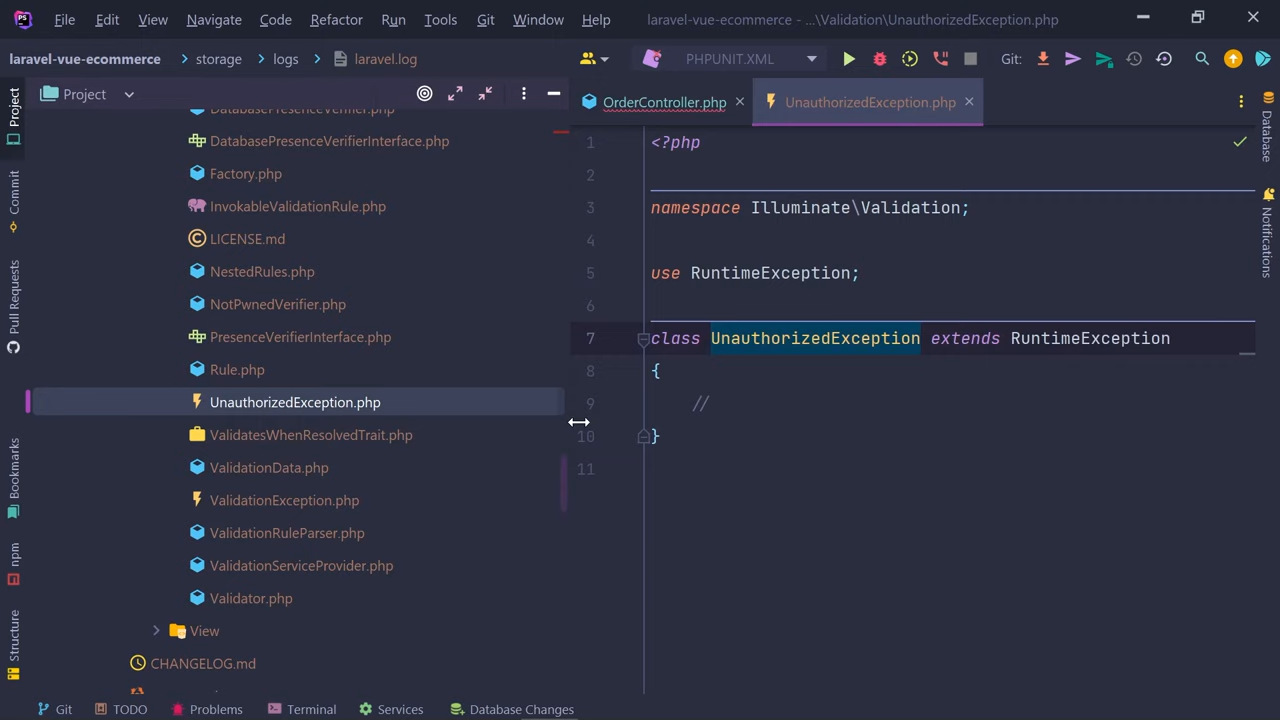 PS File Edit View Navigate Code Refactor Run Tools Git Window Help laravel-vue-ecommerce - ...\Validation\UnauthorizedException.php
laravel-vue-ecommerce storage logs laravel.log PHPUNIT.XML Git:
Project
OrderController.php UnauthorizedException.php
Project
Commit
Pull Requests
Bookmarks
npm
Structure
DatabasePresenceVerifier.php
DatabasePresenceVerifierInterface.php
Factory.php
InvokableValidationRule.php
LICENSE.md
NestedRules.php
NotPwnedVerifier.php
PresenceVerifierInterface.php
Rule.php
UnauthorizedException.php
ValidatesWhenResolvedTrait.php
ValidationData.php
ValidationException.php
ValidationRuleParser.php
ValidationServiceProvider.php
Validator.php
View
CHANGELOG.md
1 <?php
2
3 namespace Illuminate\Validation;
4
5 use RuntimeException;
6
7 class UnauthorizedException extends RuntimeException
8 {
9 //
10 }
11
Database
Notifications
Git TODO Problems Terminal Services Database Changes